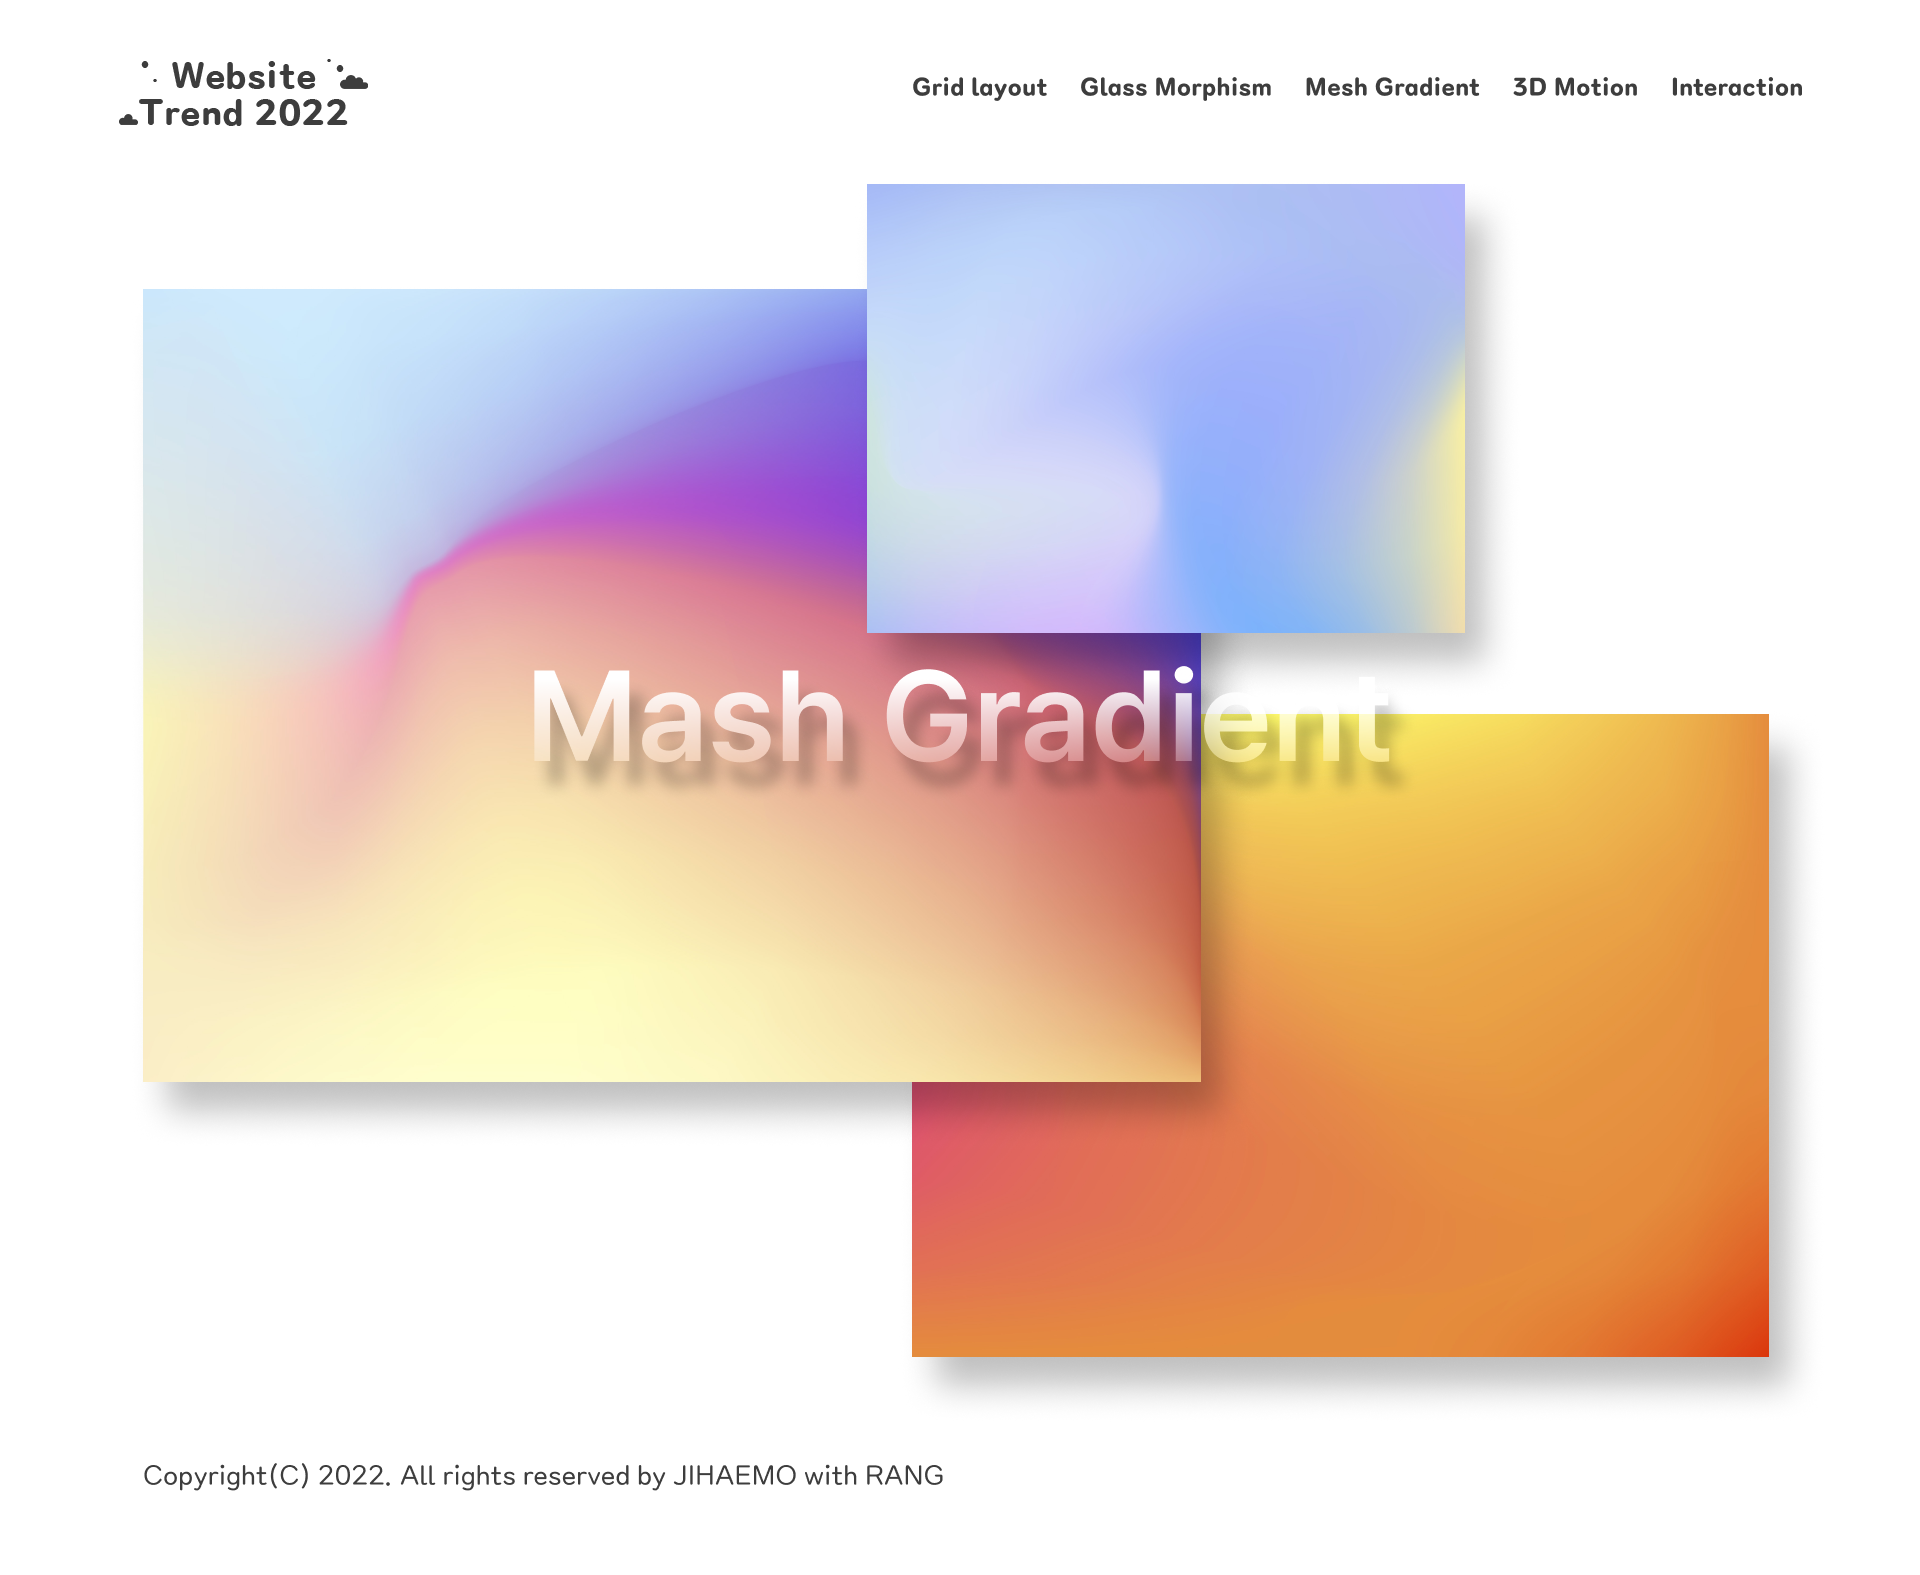 Website
Trend 2022
Grid layout Glass Morphism Mesh Gradient 3D Motion Interaction
Mash Gradient
Copyright(C) 2022. All rights reserved by JIHAEMO with RANG